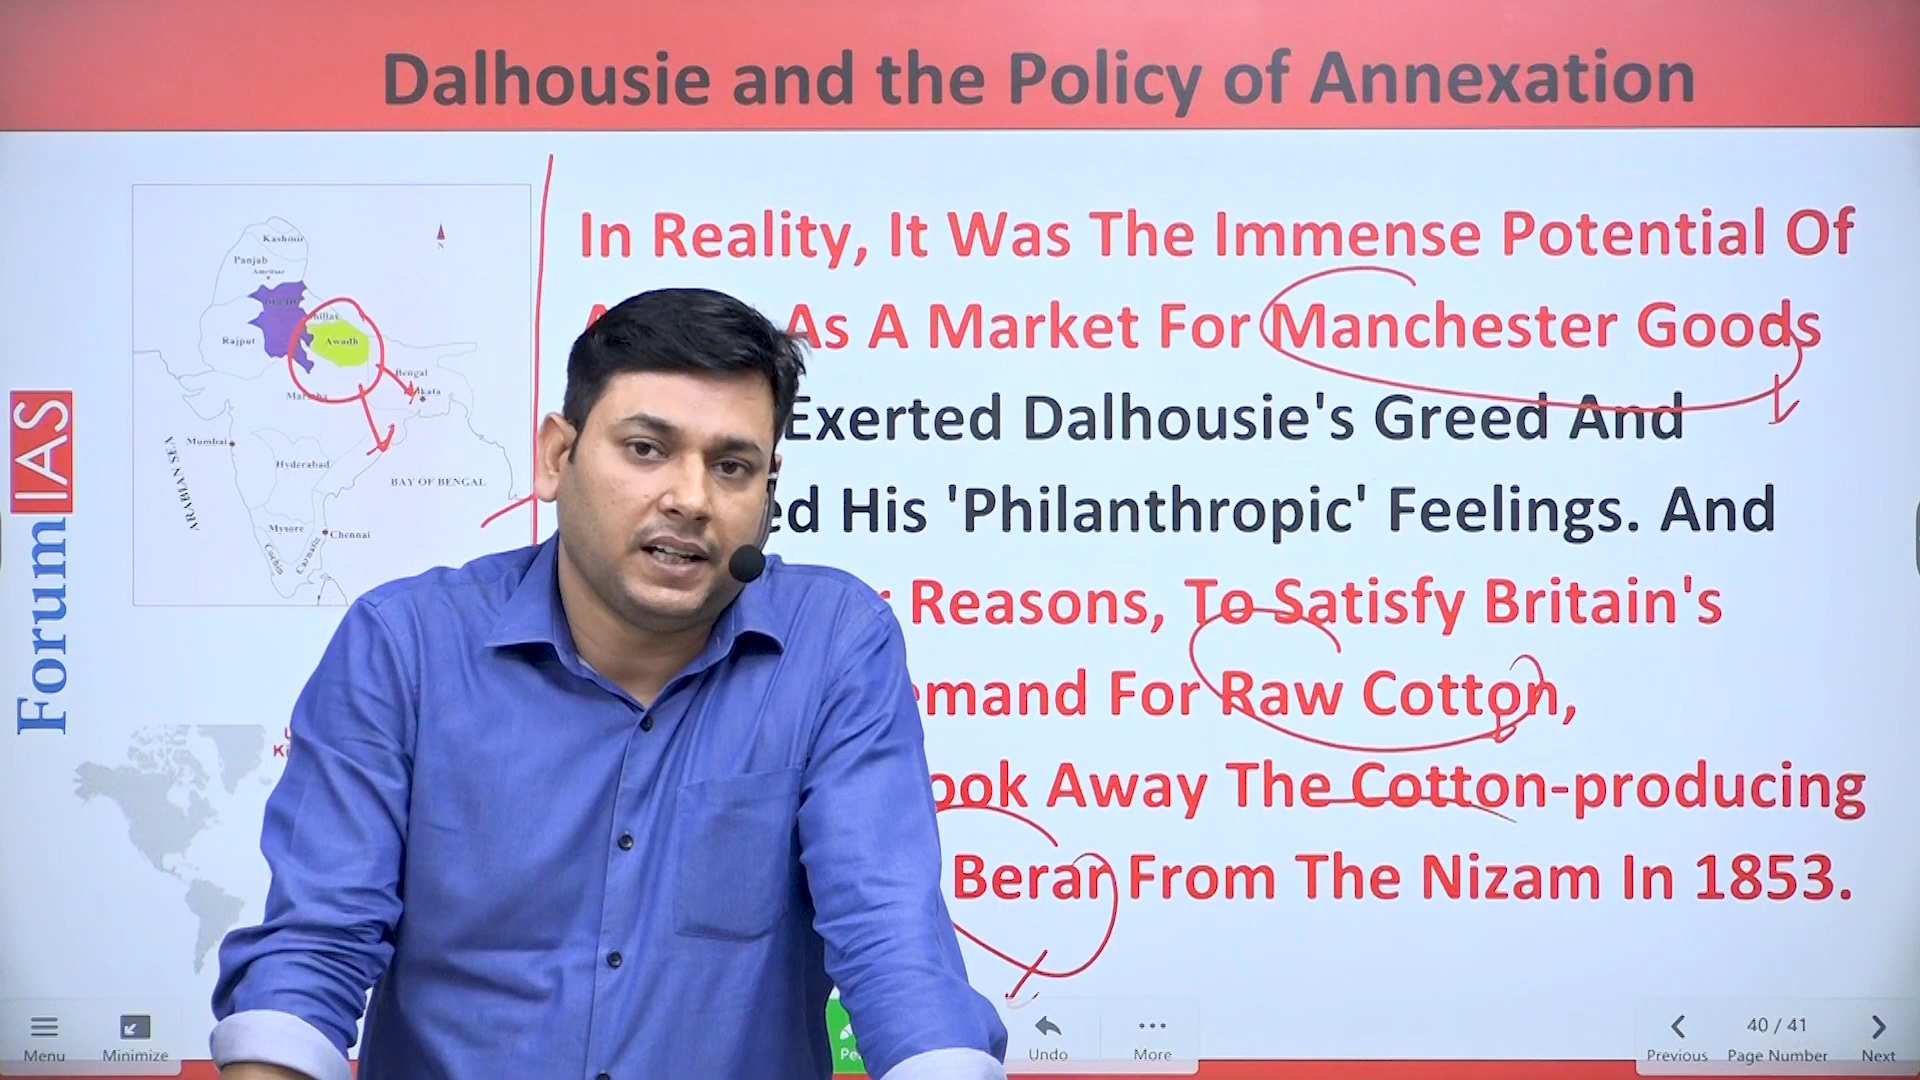 Dalhousie and the Policy of Annexation
In Reality, It Was The Immense Potential Of
As A Market For Manchester Goods
Exerted Dalhousie's Greed And
His 'Philanthropic' Feelings. And
Reasons, To Satisfy Britain's
For Raw Cotton,
Away The Cotton-producing
Berar From The Nizam In 1853.
Kashmir
Panjab
Amritsar
Rajput
Awadh
Bengal
Mumbai
Hyderabad
ARABIAN SEA
BAY OF BENGAL
Mysore
Chennai
Cochin
Carnatic
N
Forum IAS
Menu
Minimize
Undo
More
Previous
40 / 41
Page Number
Next